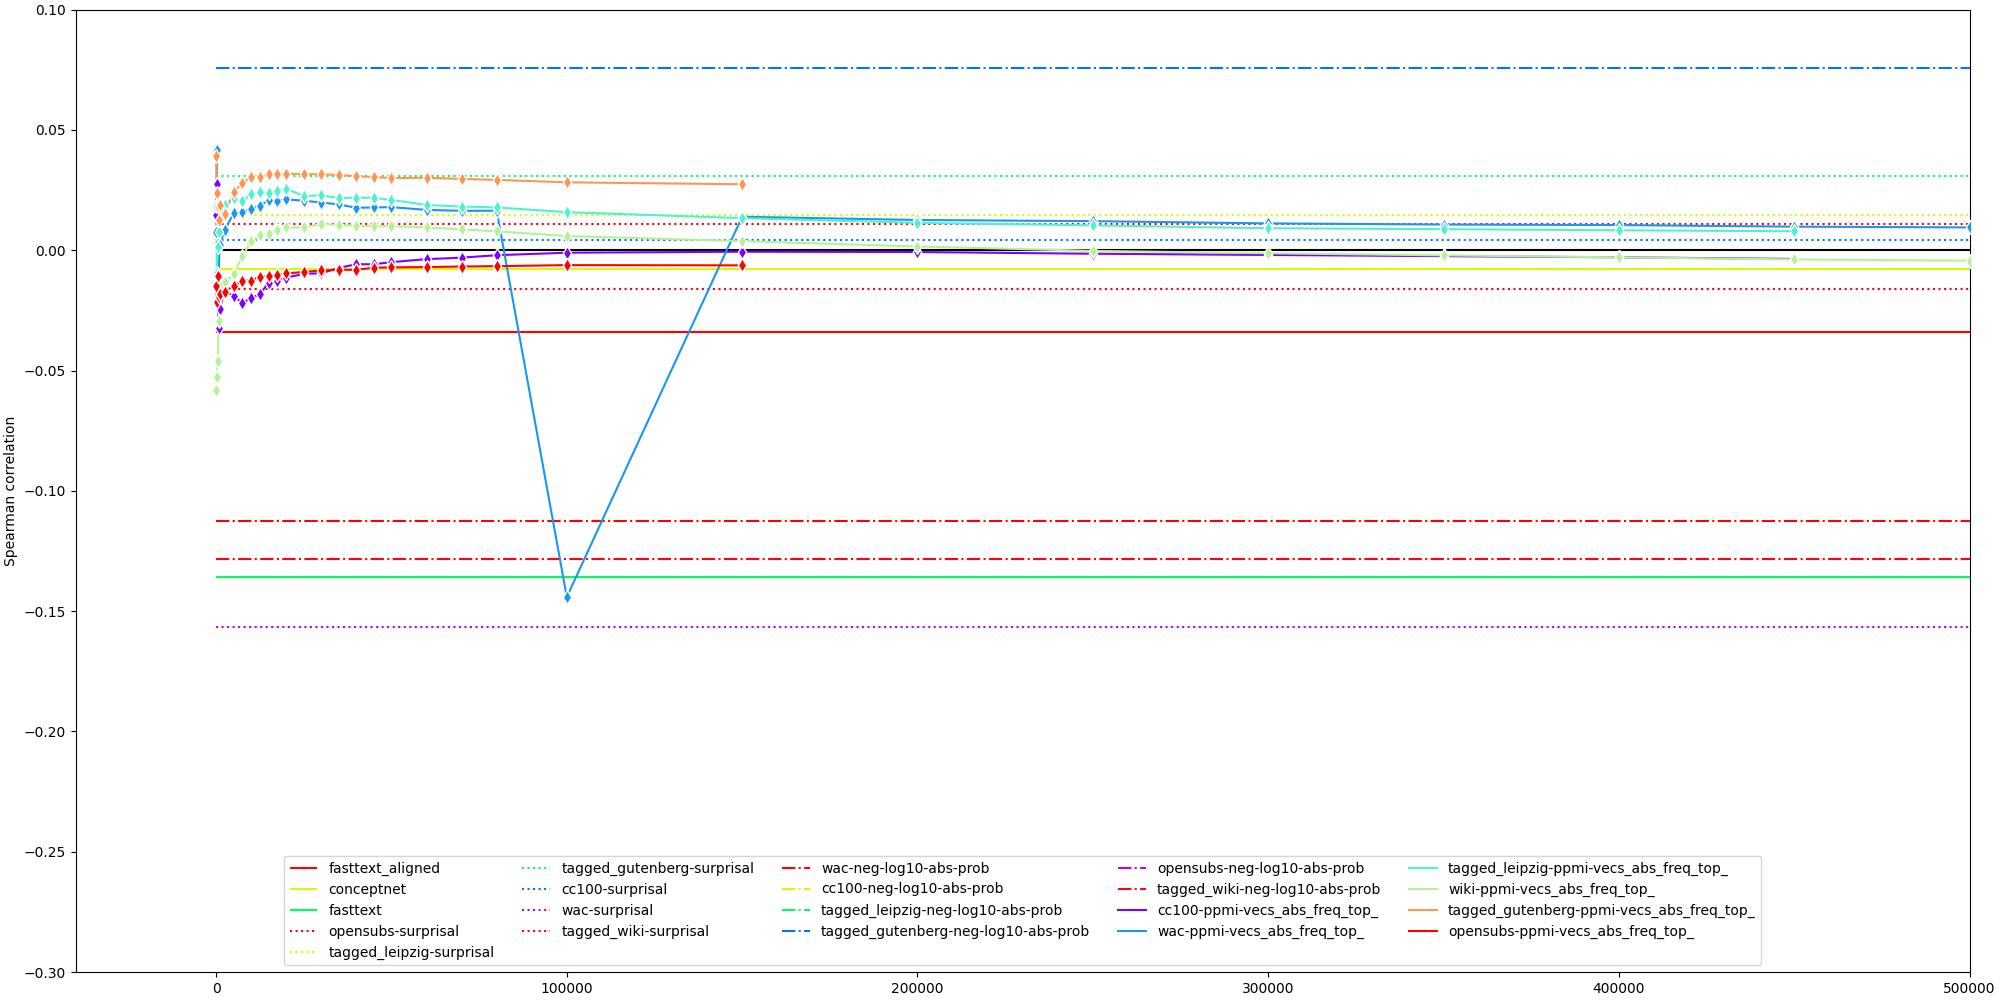 0.10
0.05
0.00
−0.05
−0.10
−0.15
−0.20
−0.25
−0.30
Spearman correlation
fasttext_aligned
conceptnet
fasttext
opensubs-surprisal
tagged_leipzig-surprisal
tagged_gutenberg-surprisal
cc100-surprisal
wac-surprisal
tagged_wiki-surprisal
wac-neg-log10-abs-prob
cc100-neg-log10-abs-prob
tagged_leipzig-neg-log10-abs-prob
tagged_gutenberg-neg-log10-abs-prob
opensubs-neg-log10-abs-prob
tagged_wiki-neg-log10-abs-prob
cc100-ppmi-vecs_abs_freq_top_
wac-ppmi-vecs_abs_freq_top_
tagged_leipzig-ppmi-vecs_abs_freq_top_
wiki-ppmi-vecs_abs_freq_top_
tagged_gutenberg-ppmi-vecs_abs_freq_top_
opensubs-ppmi-vecs_abs_freq_top_
0 100000 200000 300000 400000 500000